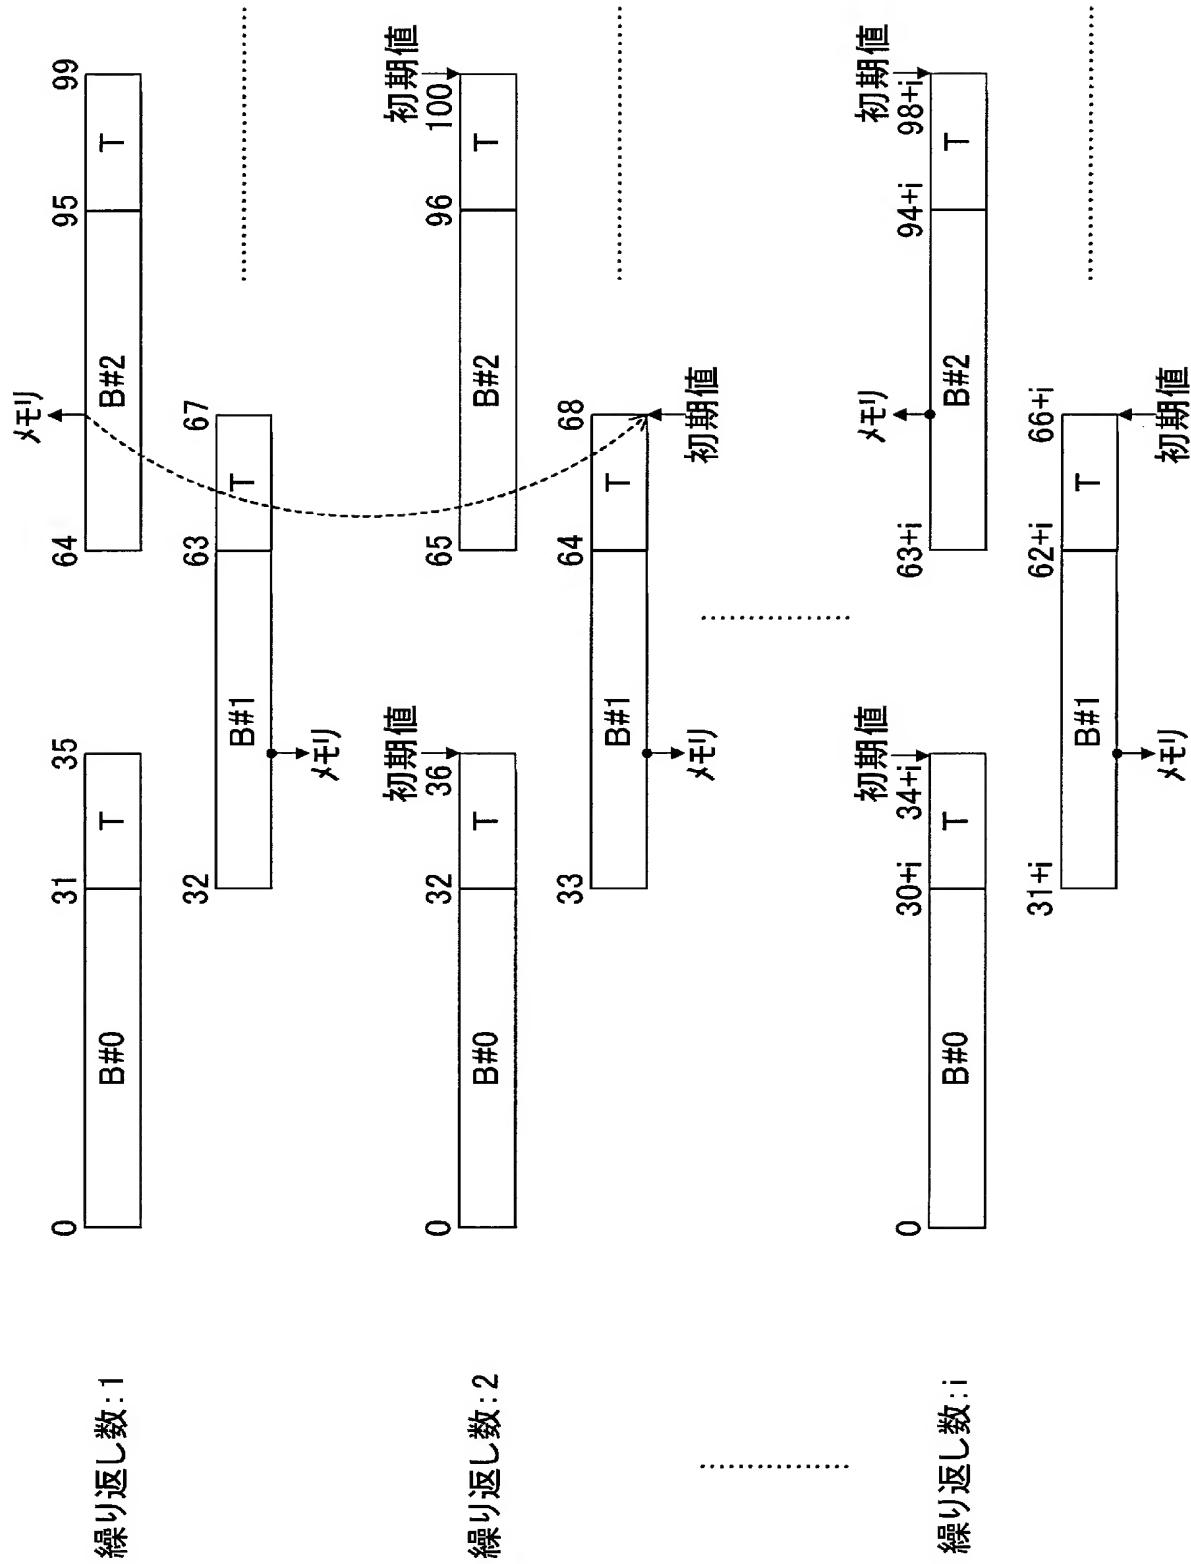 メモリ
0 31 35 64 95 99
繰り返し数:1 B#0 T B#2 T
32 63 67
B#1 T
メモリ
初期値 初期値
0 32 36 65 96 100
繰り返し数:2 B#0 T B#2 T
33 64 68
B#1 T
メモリ 初期値
初期値 メモリ 初期値
0 30+i 34+i 63+i 94+i 98+i
繰り返し数:i B#0 T B#2 T
31+i 62+i 66+i
B#1 T
メモリ 初期値